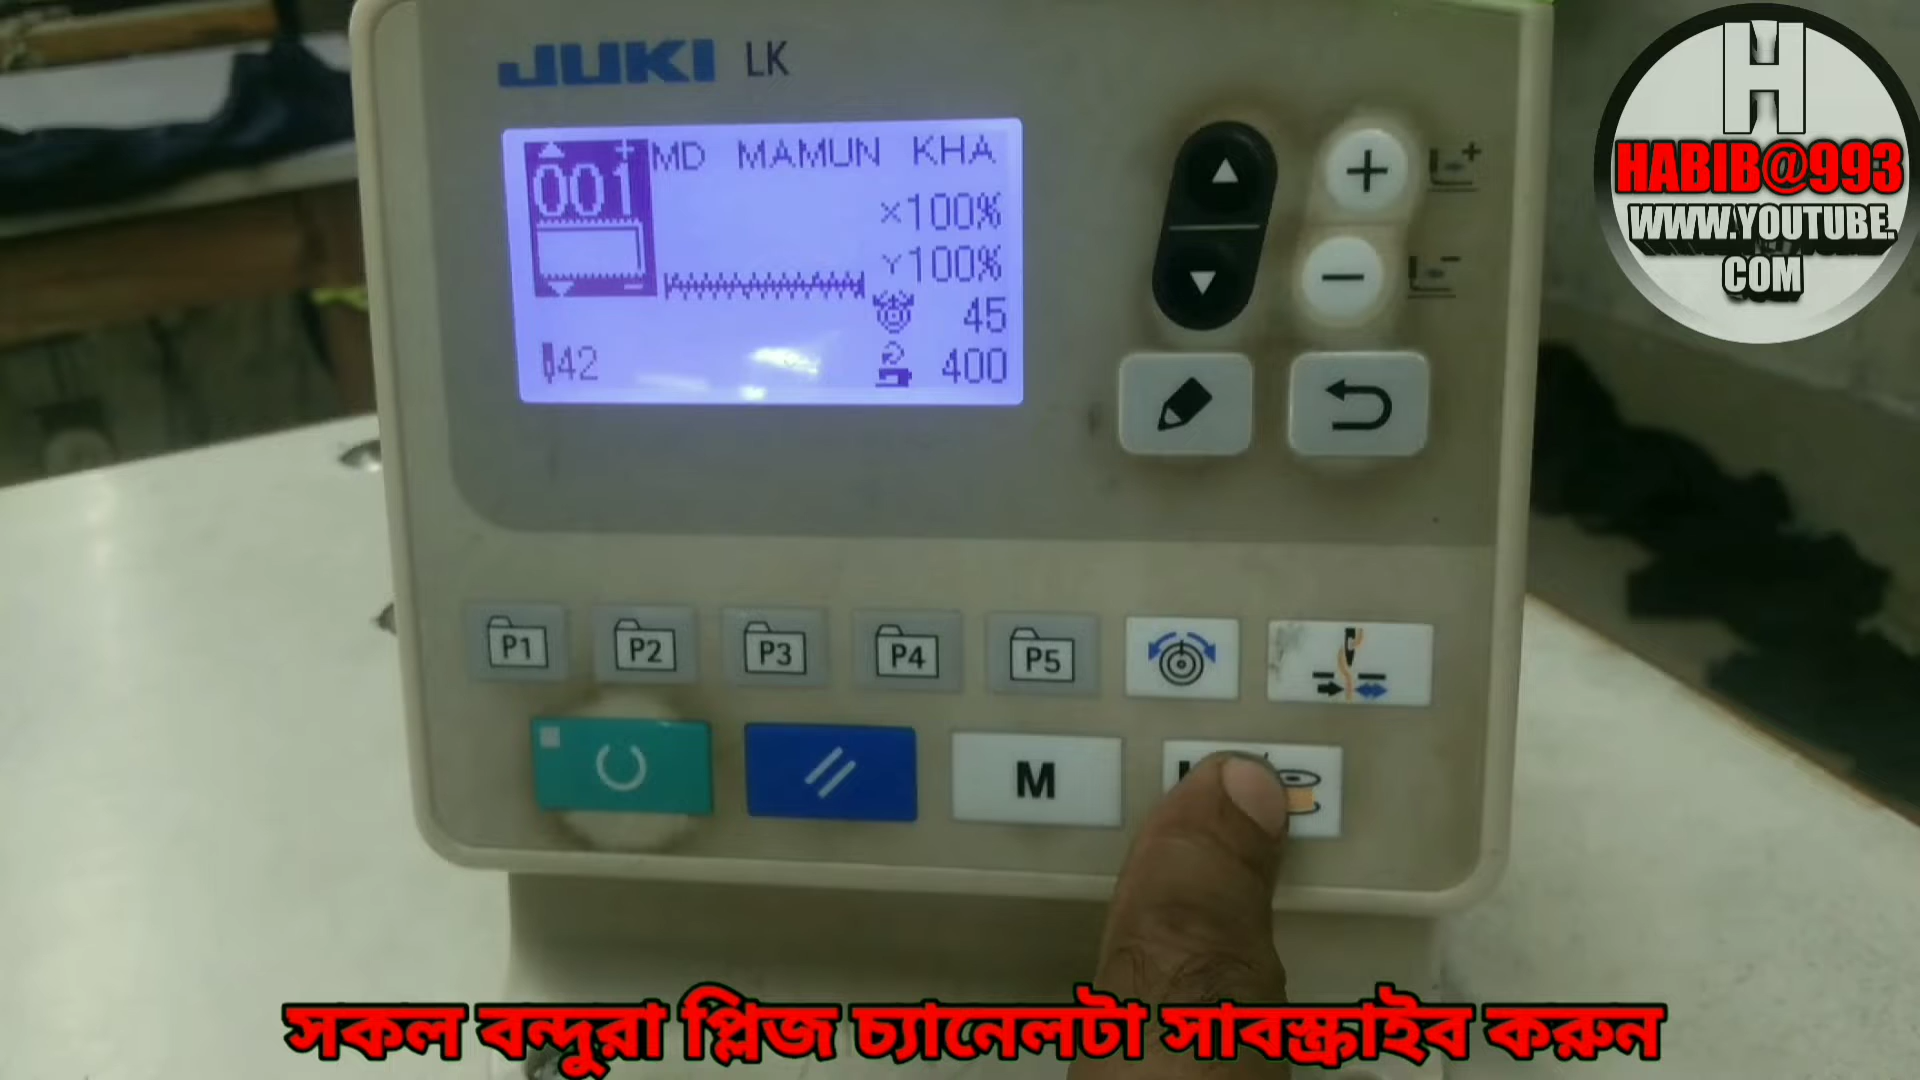 JUKI LK
001 MD MAMUN KHA
X100%
Y100%
45
42
400
P1 P2 P3 P4 P5
M
H
HABIB@993
WWW.YOUTUBE.
COM
সকল বন্দুরা প্লিজ চ্যানেলটা সাবস্ক্রাইব করুন